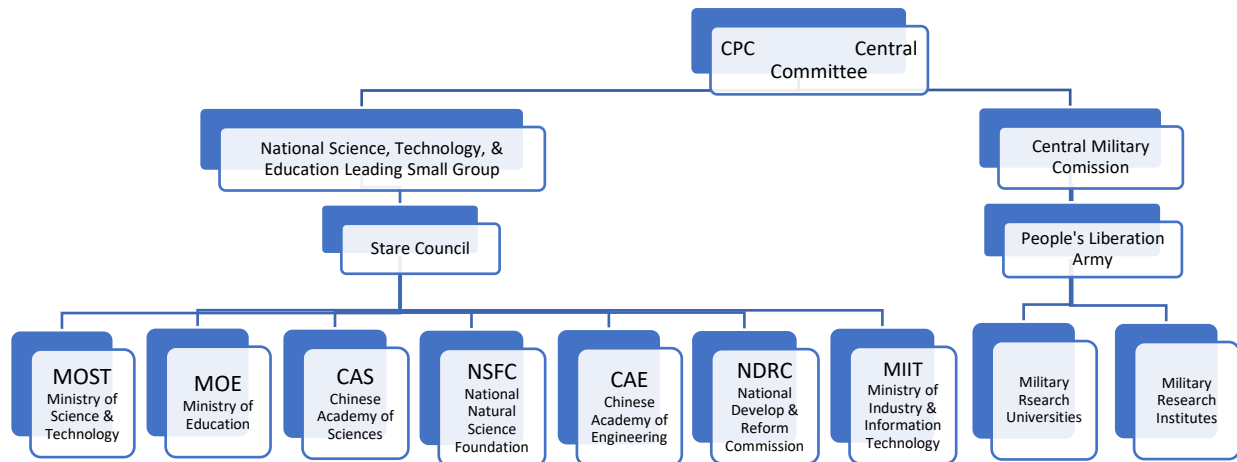 CPC Central
Committee
National Science, Technology, &
Education Leading Small Group
Central Military
Comission
Stare Council
People's Liberation
Army
MOST
Ministry of
Science &
Technology
MOE
Ministry of
Education
CAS
Chinese
Academy of
Sciences
NSFC
National
Natural
Science
Foundation
CAE
Chinese
Academy of
Engineering
NDRC
National
Develop &
Reform
Commission
MIIT
Ministry of
Industry &
Information
Technology
Military
Rsearch
Universities
Military
Research
Institutes